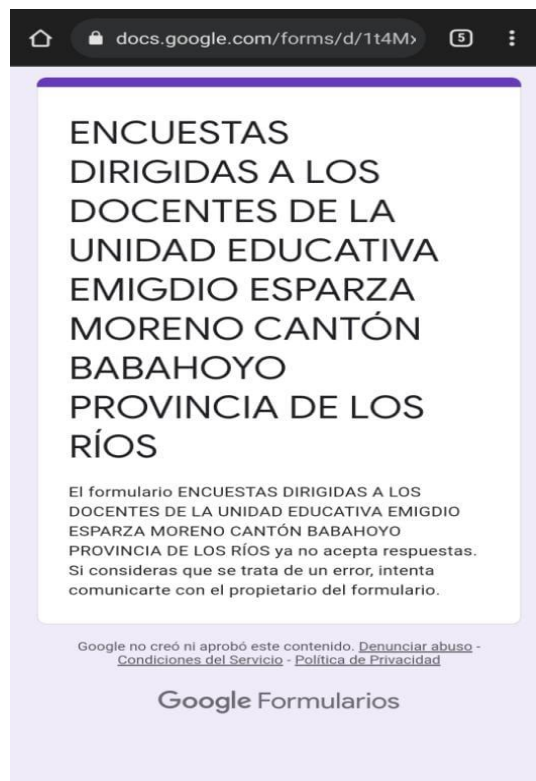 docs.google.com/forms/d/1t4M
5
ENCUESTAS
DIRIGIDAS A LOS
DOCENTES DE LA
UNIDAD EDUCATIVA
EMIGDIO ESPARZA
MORENO CANTÓN
BABAHOYO
PROVINCIA DE LOS
RÍOS
El formulario ENCUESTAS DIRIGIDAS A LOS
DOCENTES DE LA UNIDAD EDUCATIVA EMIGDIO
ESPARZA MORENO CANTÓN BABAHOYO
PROVINCIA DE LOS RÍOS ya no acepta respuestas.
Si consideras que se trata de un error, intenta
comunicarte con el propietario del formulario.
Google no creó ni aprobó este contenido. Denunciar abuso -
Condiciones del Servicio - Política de Privacidad
Google Formularios